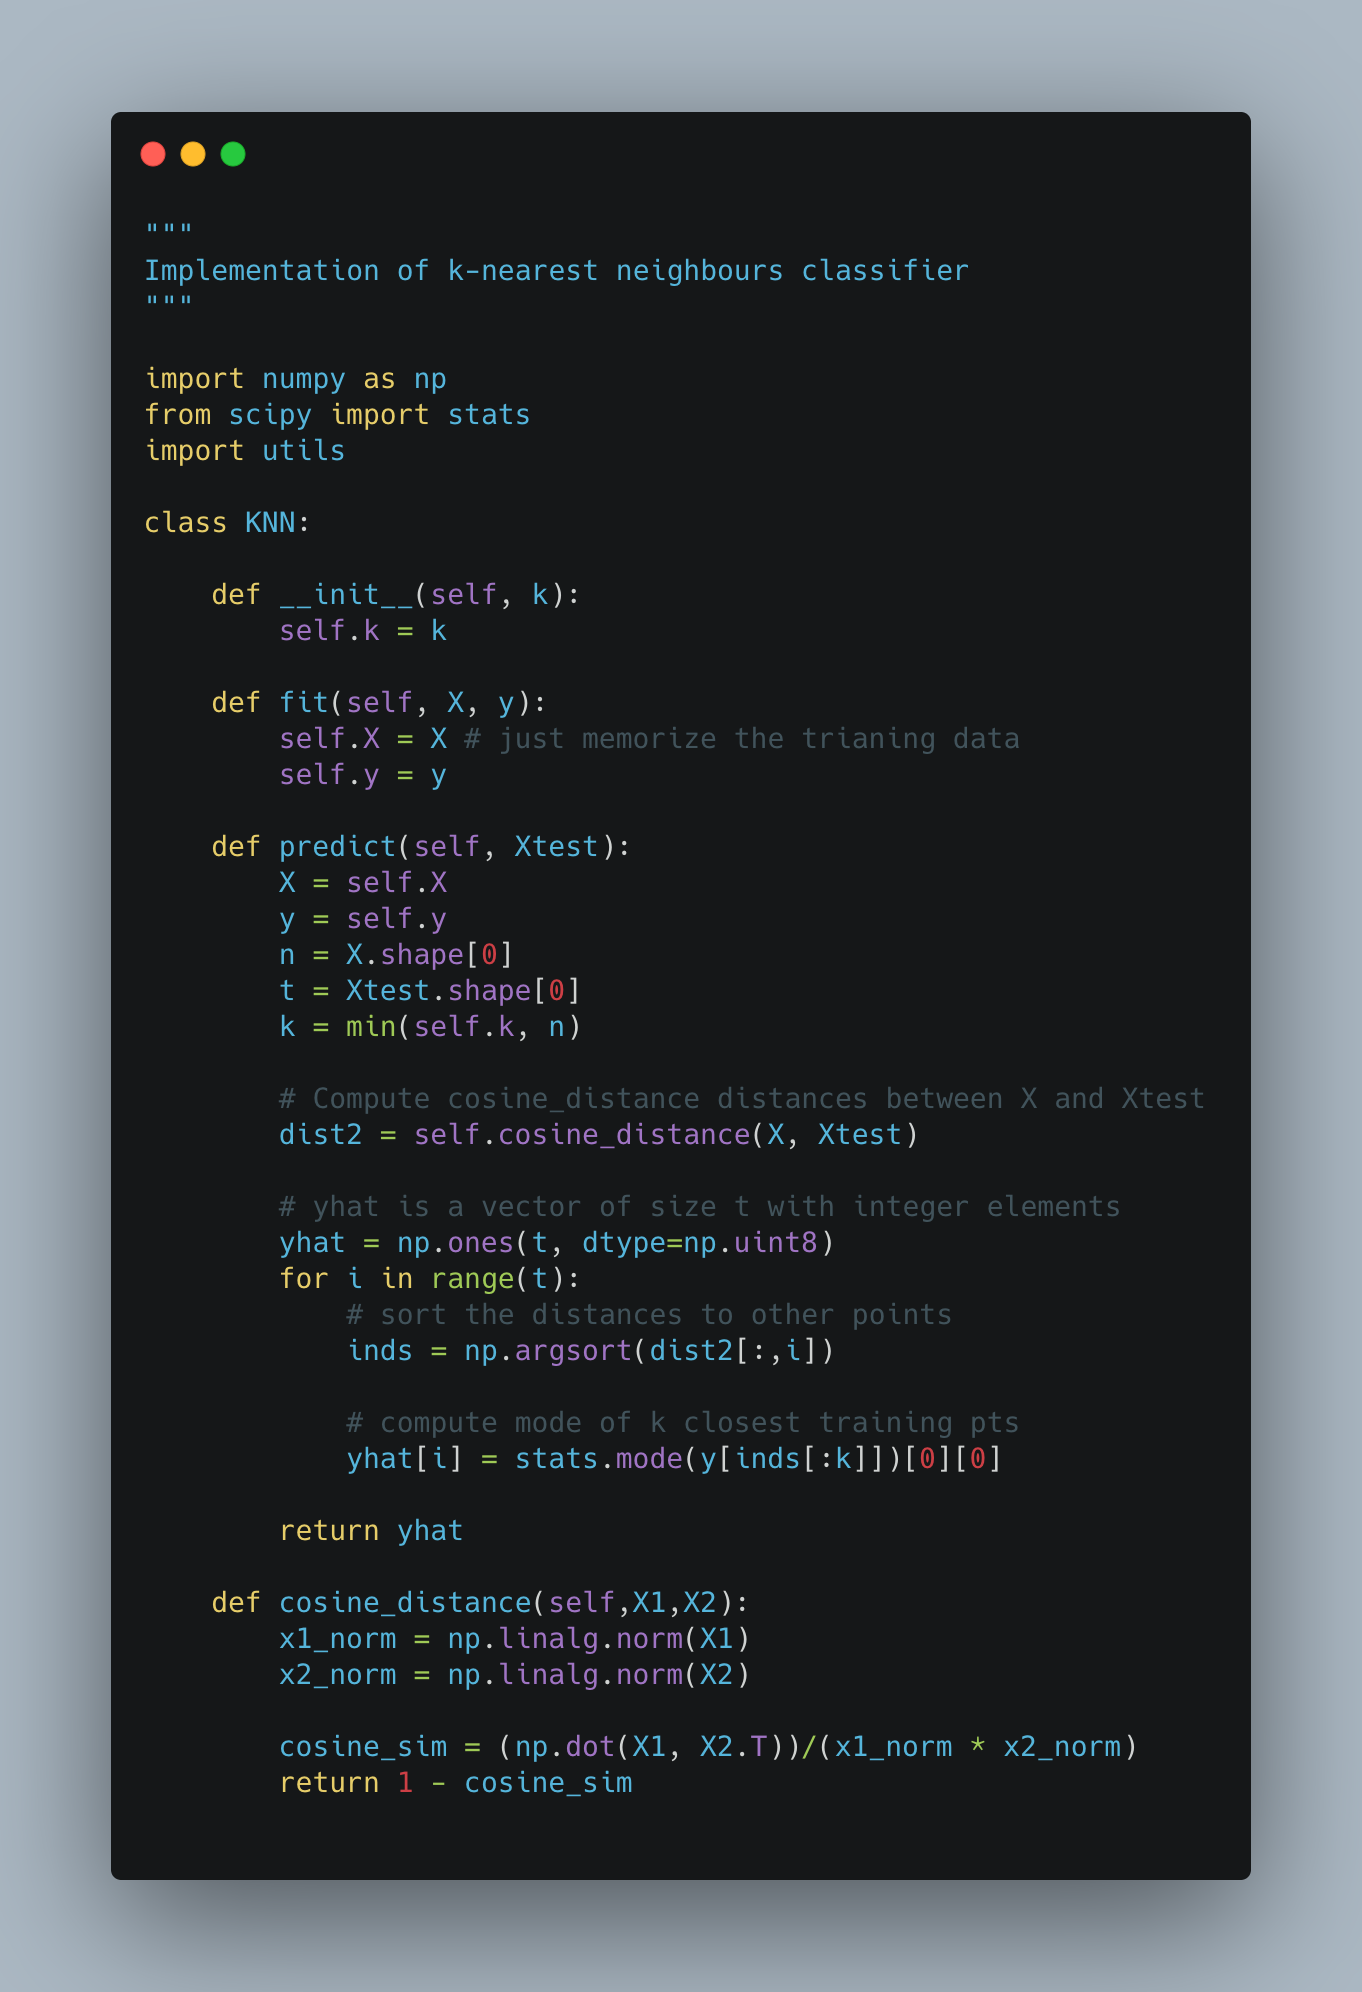 """
Implementation of k-nearest neighbours classifier
"""

import numpy as np
from scipy import stats
import utils

class KNN:

    def __init__(self, k):
        self.k = k

    def fit(self, X, y):
        self.X = X # just memorize the trianing data
        self.y = y

    def predict(self, Xtest):
        X = self.X
        y = self.y
        n = X.shape[0]
        t = Xtest.shape[0]
        k = min(self.k, n)

        # Compute cosine_distance distances between X and Xtest
        dist2 = self.cosine_distance(X, Xtest)

        # yhat is a vector of size t with integer elements
        yhat = np.ones(t, dtype=np.uint8)
        for i in range(t):
            # sort the distances to other points
            inds = np.argsort(dist2[:,i])

            # compute mode of k closest training pts
            yhat[i] = stats.mode(y[inds[:k]])[0][0]

        return yhat

    def cosine_distance(self,X1,X2):
        x1_norm = np.linalg.norm(X1)
        x2_norm = np.linalg.norm(X2)

        cosine_sim = (np.dot(X1, X2.T))/(x1_norm * x2_norm)
        return 1 - cosine_sim